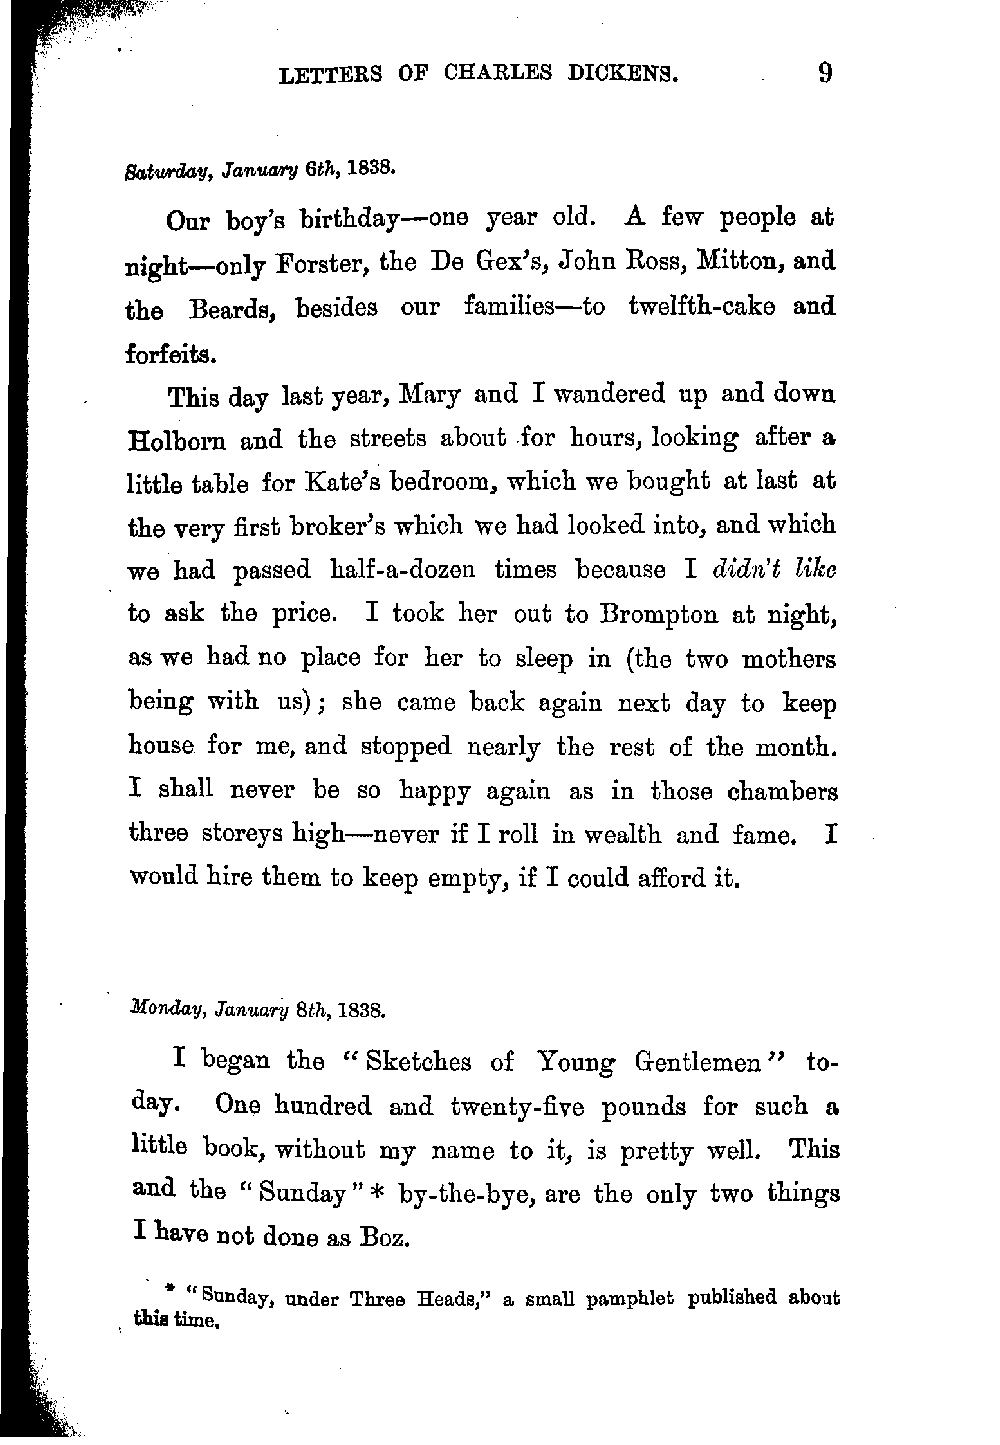 LETTERS OF CHARLES DICKENS. 9
Saturday, January 6th, 1838.
Our boy's birthday—one year old. A few people at
night—only Forster, the De Gex's, John Ross, Mitton, and
the Beards, besides our families—to twelfth-cake and
forfeits.
This day last year, Mary and I wandered up and down
Holborn and the streets about for hours, looking after a
little table for Kate's bedroom, which we bought at last at
the very first broker's which we had looked into, and which
we had passed half-a-dozen times because I didn't like
to ask the price. I took her out to Brompton at night,
as we had no place for her to sleep in (the two mothers
being with us); she came back again next day to keep
house for me, and stopped nearly the rest of the month.
I shall never be so happy again as in those chambers
three storeys high—never if I roll in wealth and fame. I
would hire them to keep empty, if I could afford it.
Monday, January 8th, 1838.
I began the "Sketches of Young Gentlemen" to-
day. One hundred and twenty-five pounds for such a
little book, without my name to it, is pretty well. This
and the "Sunday"* by-the-bye, are the only two things
I have not done as Boz.
* "Sunday, under Three Heads," a small pamphlet published about
this time.